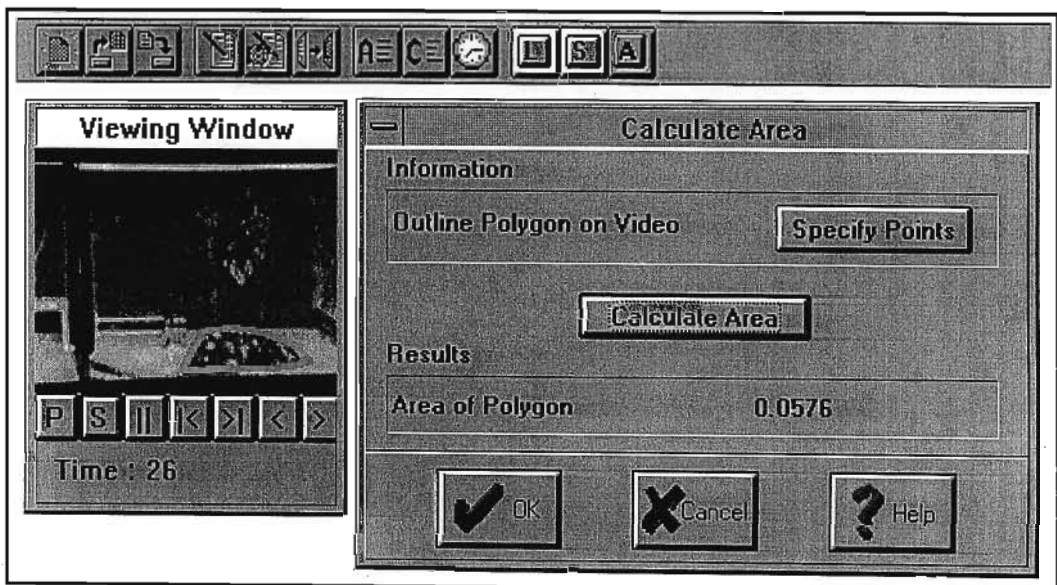 A C L S A
Viewing Window
P S || |< >| < >
Time : 26
Calculate Area
Information
Outline Polygon on Video
Specify Points
Calculate Area
Results
Area of Polygon 0.0576
OK Cancel Help